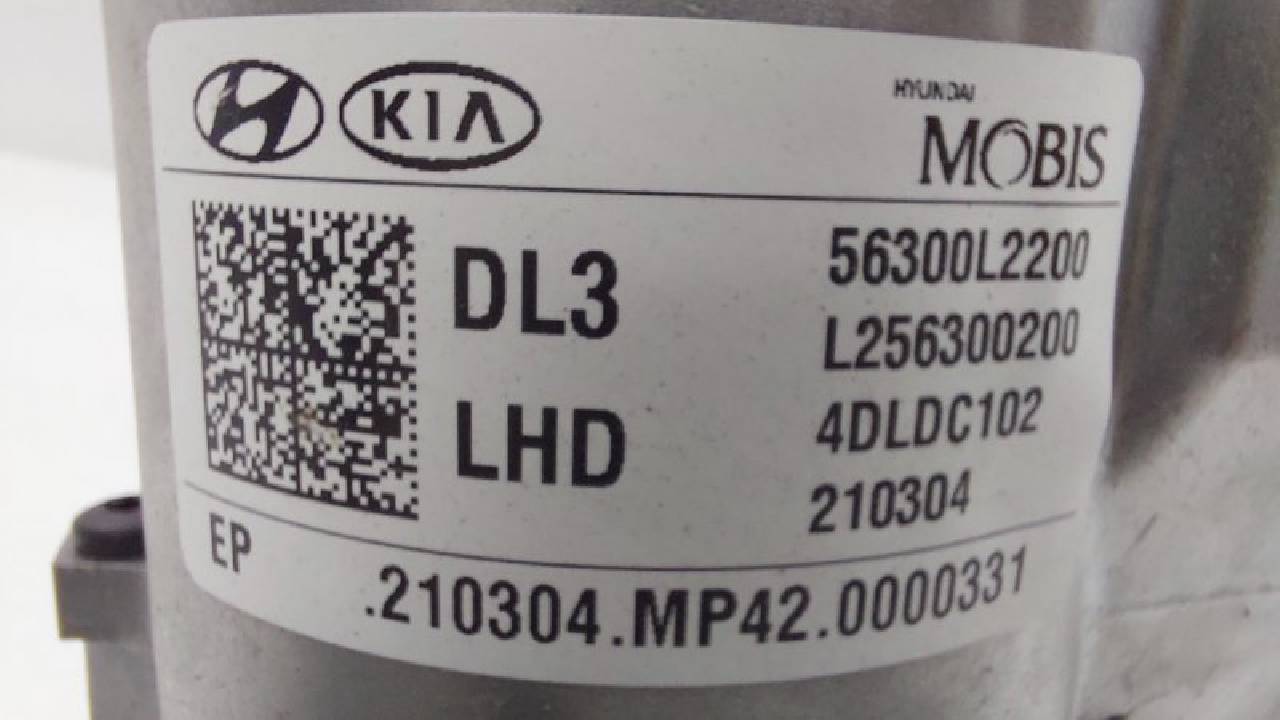 KIA
HYUNDAI
MOBIS
DL3
LHD
56300L2200
L256300200
4DLDC102
210304
EP
.210304.MP42.0000331